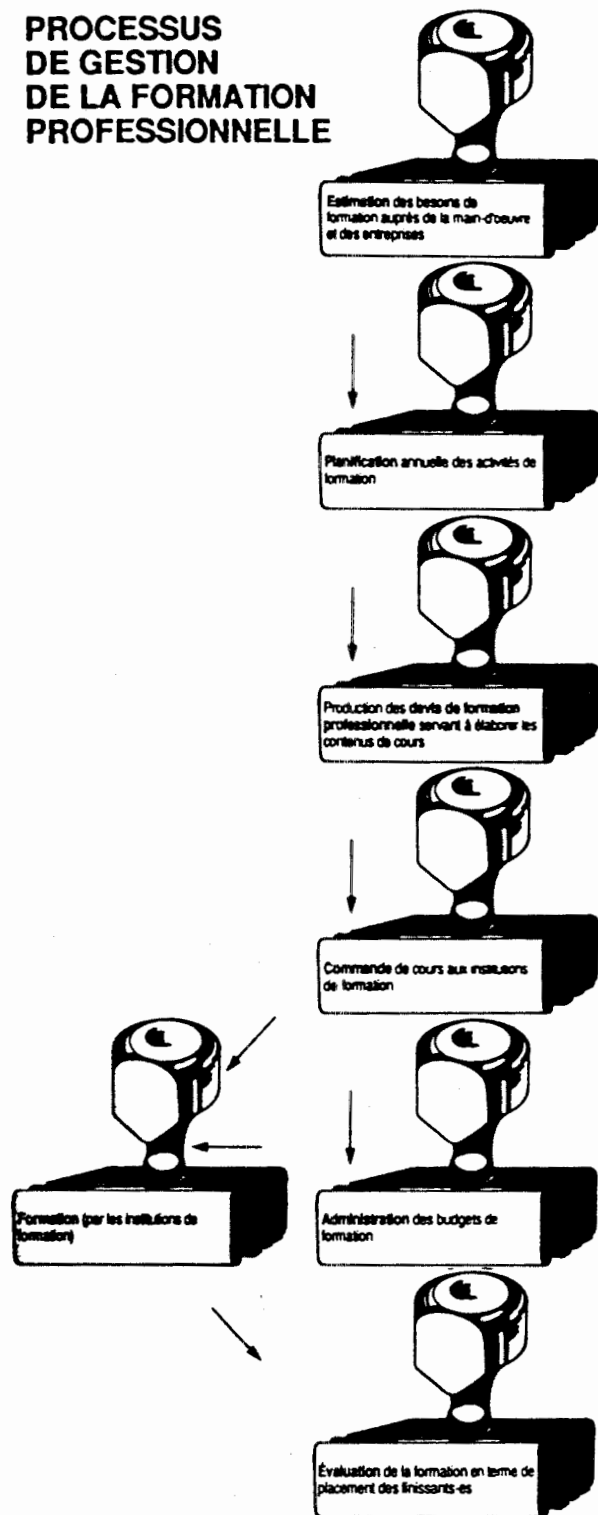 PROCESSUS
DE GESTION
DE LA FORMATION
PROFESSIONNELLE
Estimation des besoins de
formation auprès de la main-d'oeuvre
et des entreprises
Planification annuelle des activités de
formation
Production des devis de formation
professionnelle servant à élaborer les
contenus de cours
Commande de cours aux institutions
de formation
Formation (par les institutions de
formation)
Administration des budgets de
formation
Évaluation de la formation en terme de
placement des finissants-es